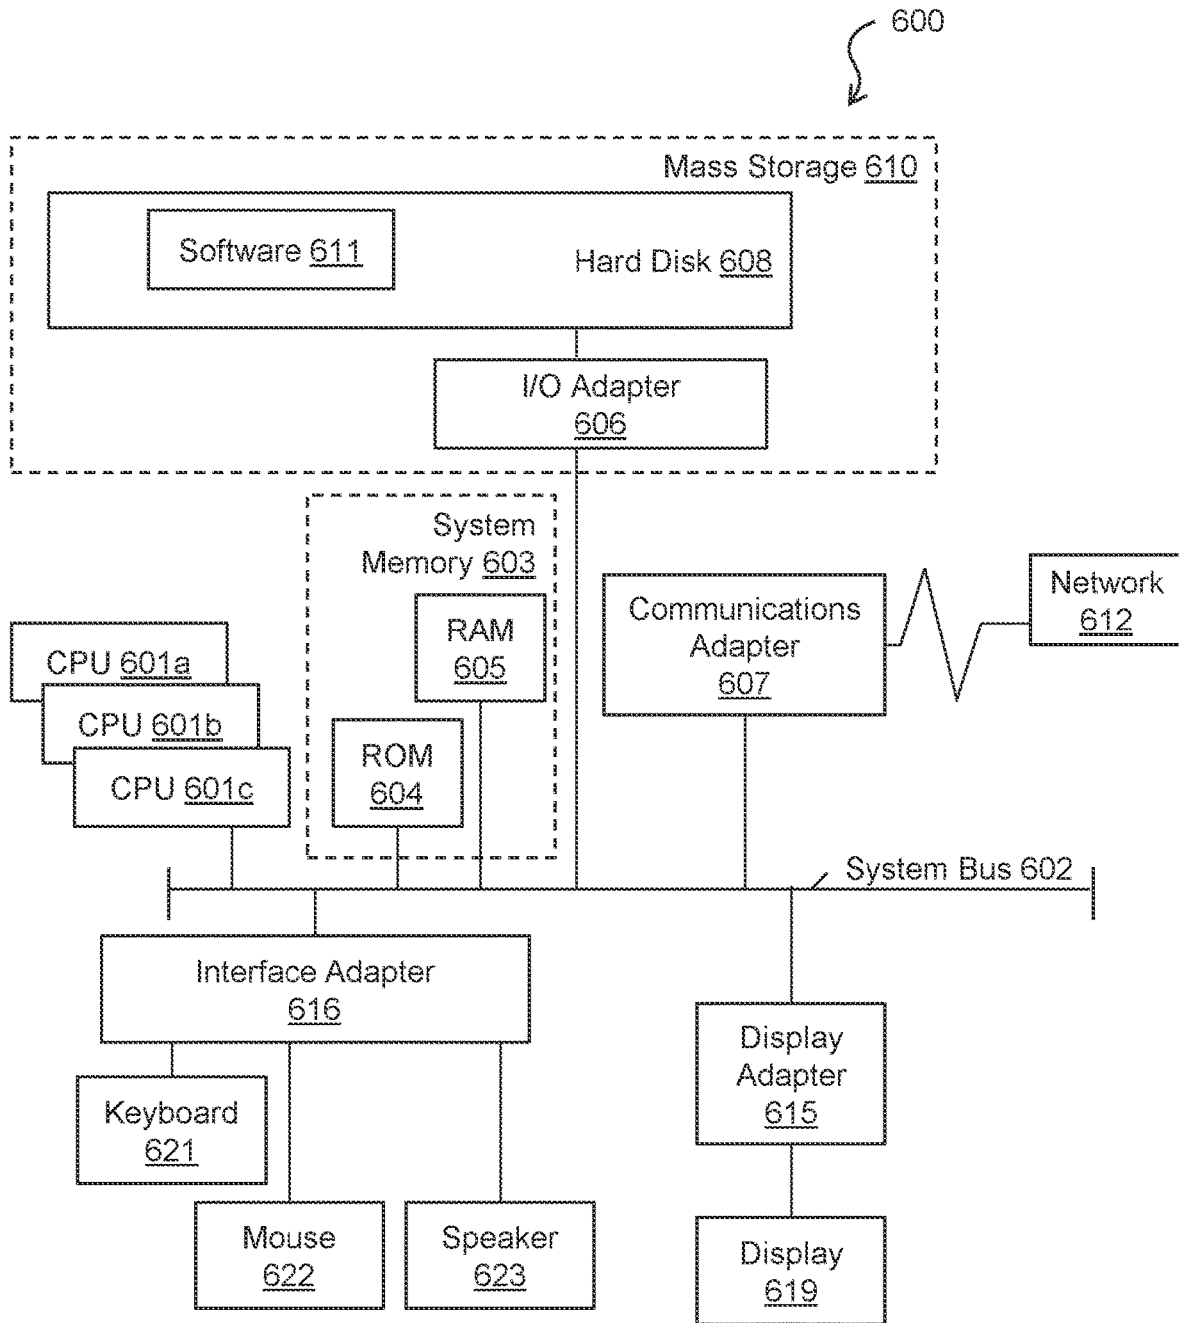 600
Mass Storage 610
Software 611
Hard Disk 608
I/O Adapter
606
System
Memory 603
RAM
605
ROM
604
CPU 601a
CPU 601b
CPU 601c
Communications
Adapter
607
Network
612
System Bus 602
Interface Adapter
616
Keyboard
621
Mouse
622
Speaker
623
Display
Adapter
615
Display
619